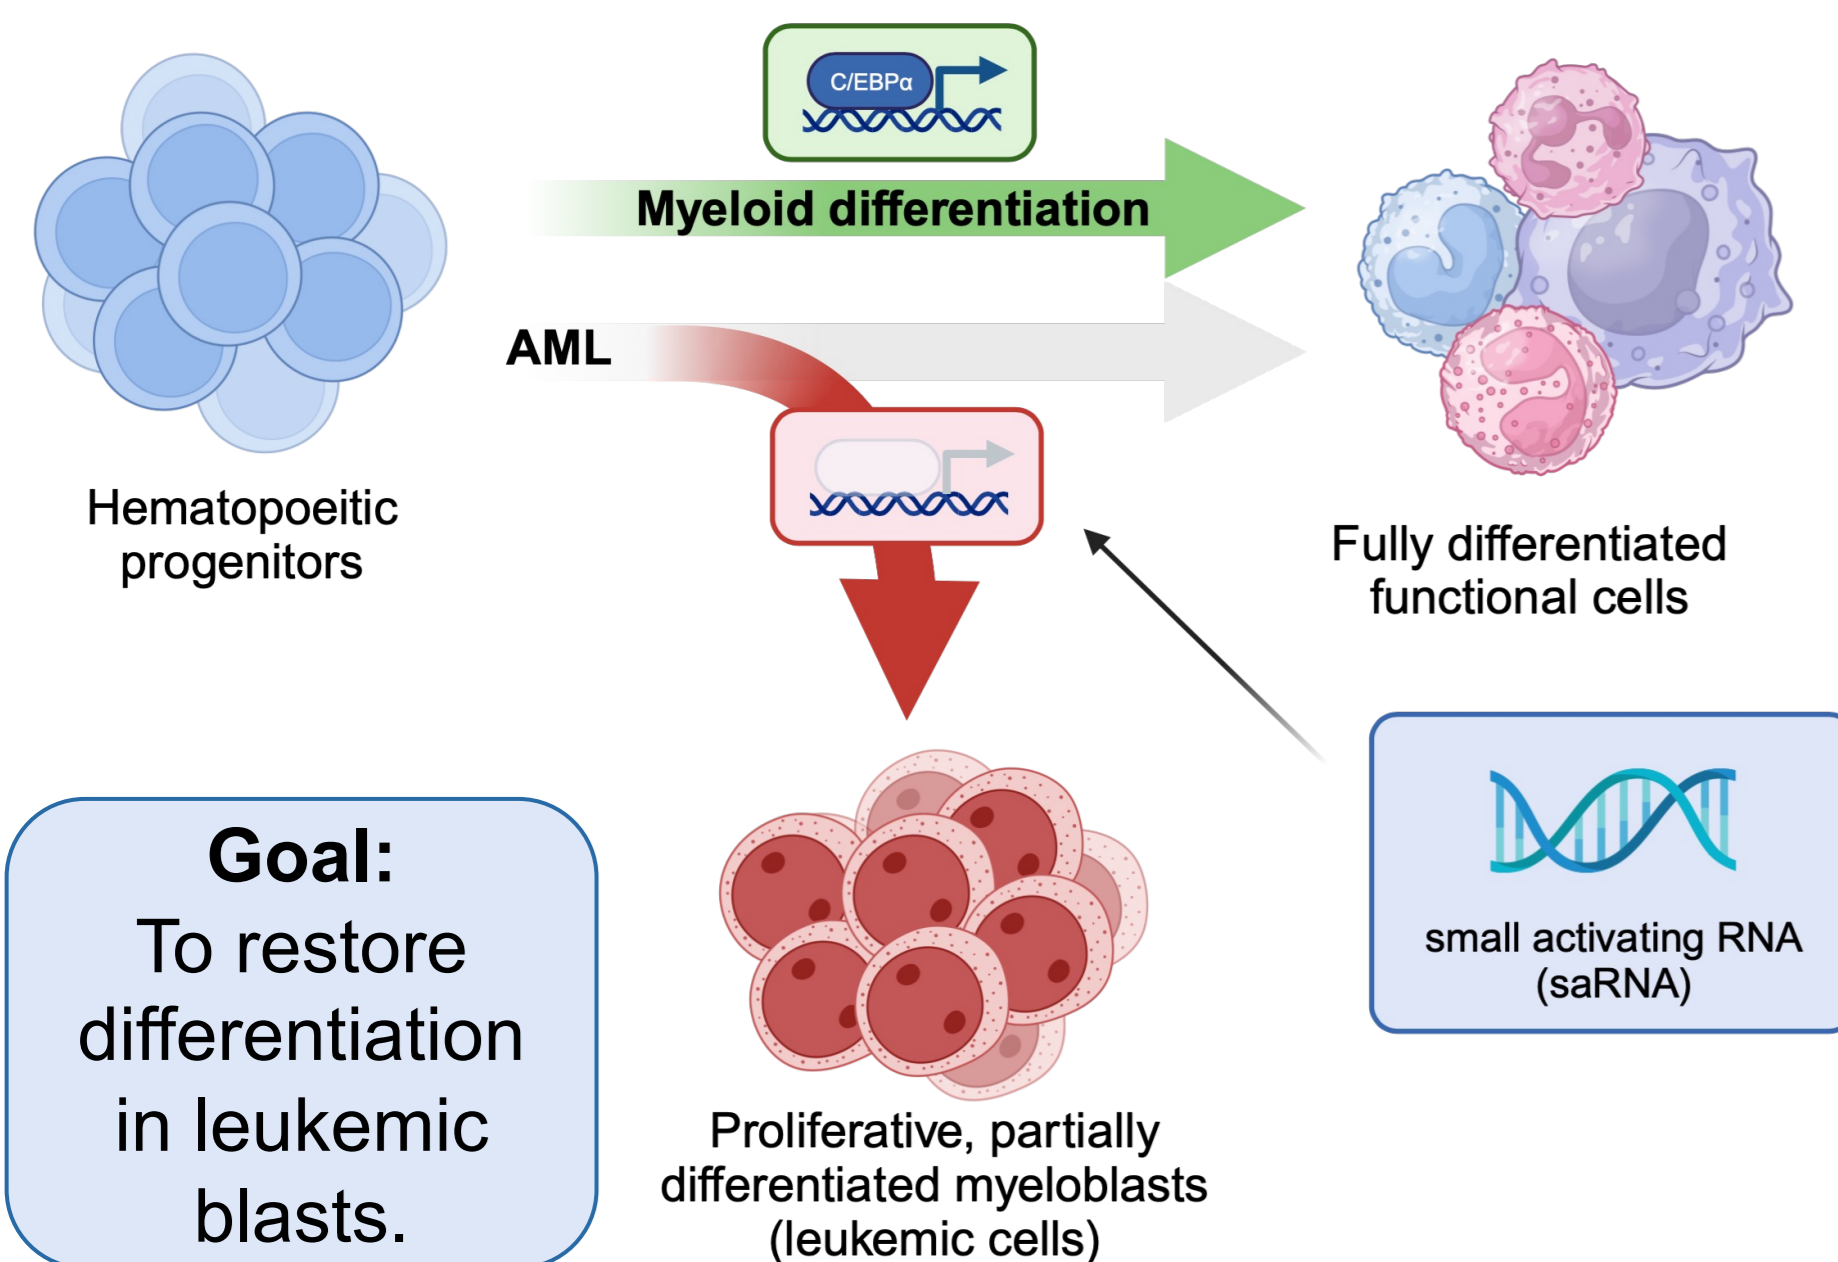 C/EBPα
Myeloid differentiation
AML
Hematopoeitic
progenitors
Fully differentiated
functional cells
Goal:
To restore
differentiation
in leukemic
blasts.
small activating RNA
(saRNA)
Proliferative, partially
differentiated myeloblasts
(leukemic cells)